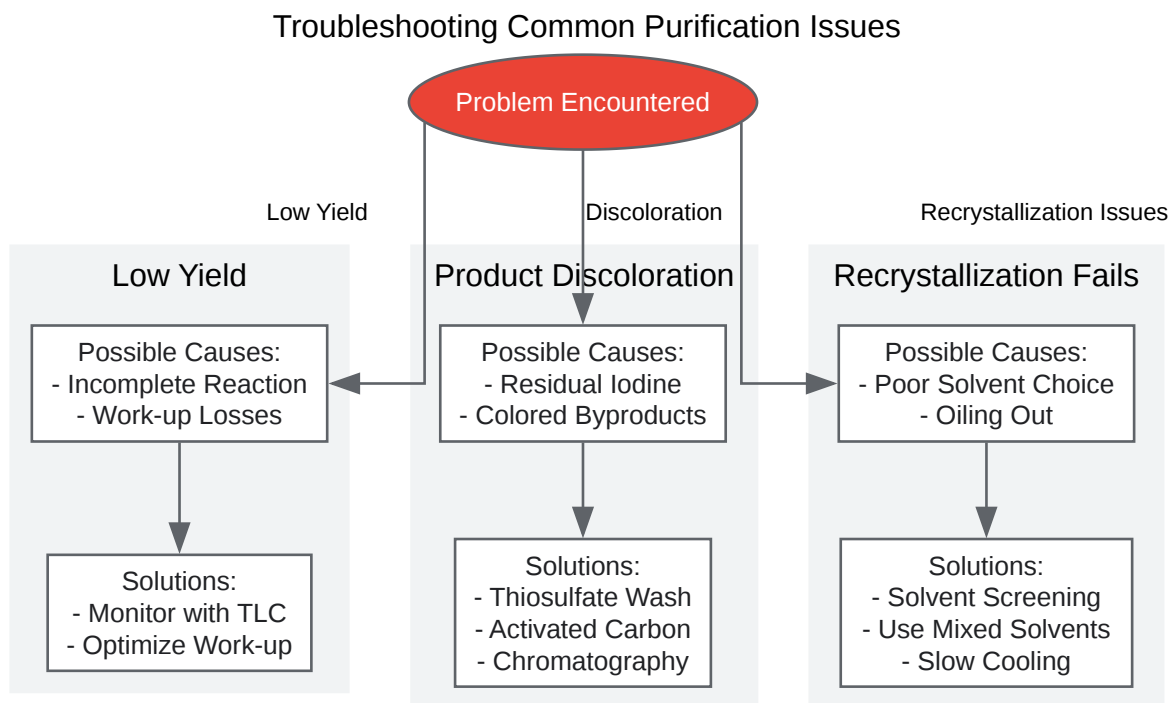 Troubleshooting Common Purification Issues
Problem Encountered
Low Yield
Discoloration
Recrystallization Issues
Low Yield
Possible Causes:
- Incomplete Reaction
- Work-up Losses
Solutions:
- Monitor with TLC
- Optimize Work-up
Product Discoloration
Possible Causes:
- Residual Iodine
- Colored Byproducts
Solutions:
- Thiosulfate Wash
- Activated Carbon
- Chromatography
Recrystallization Fails
Possible Causes:
- Poor Solvent Choice
- Oiling Out
Solutions:
- Solvent Screening
- Use Mixed Solvents
- Slow Cooling